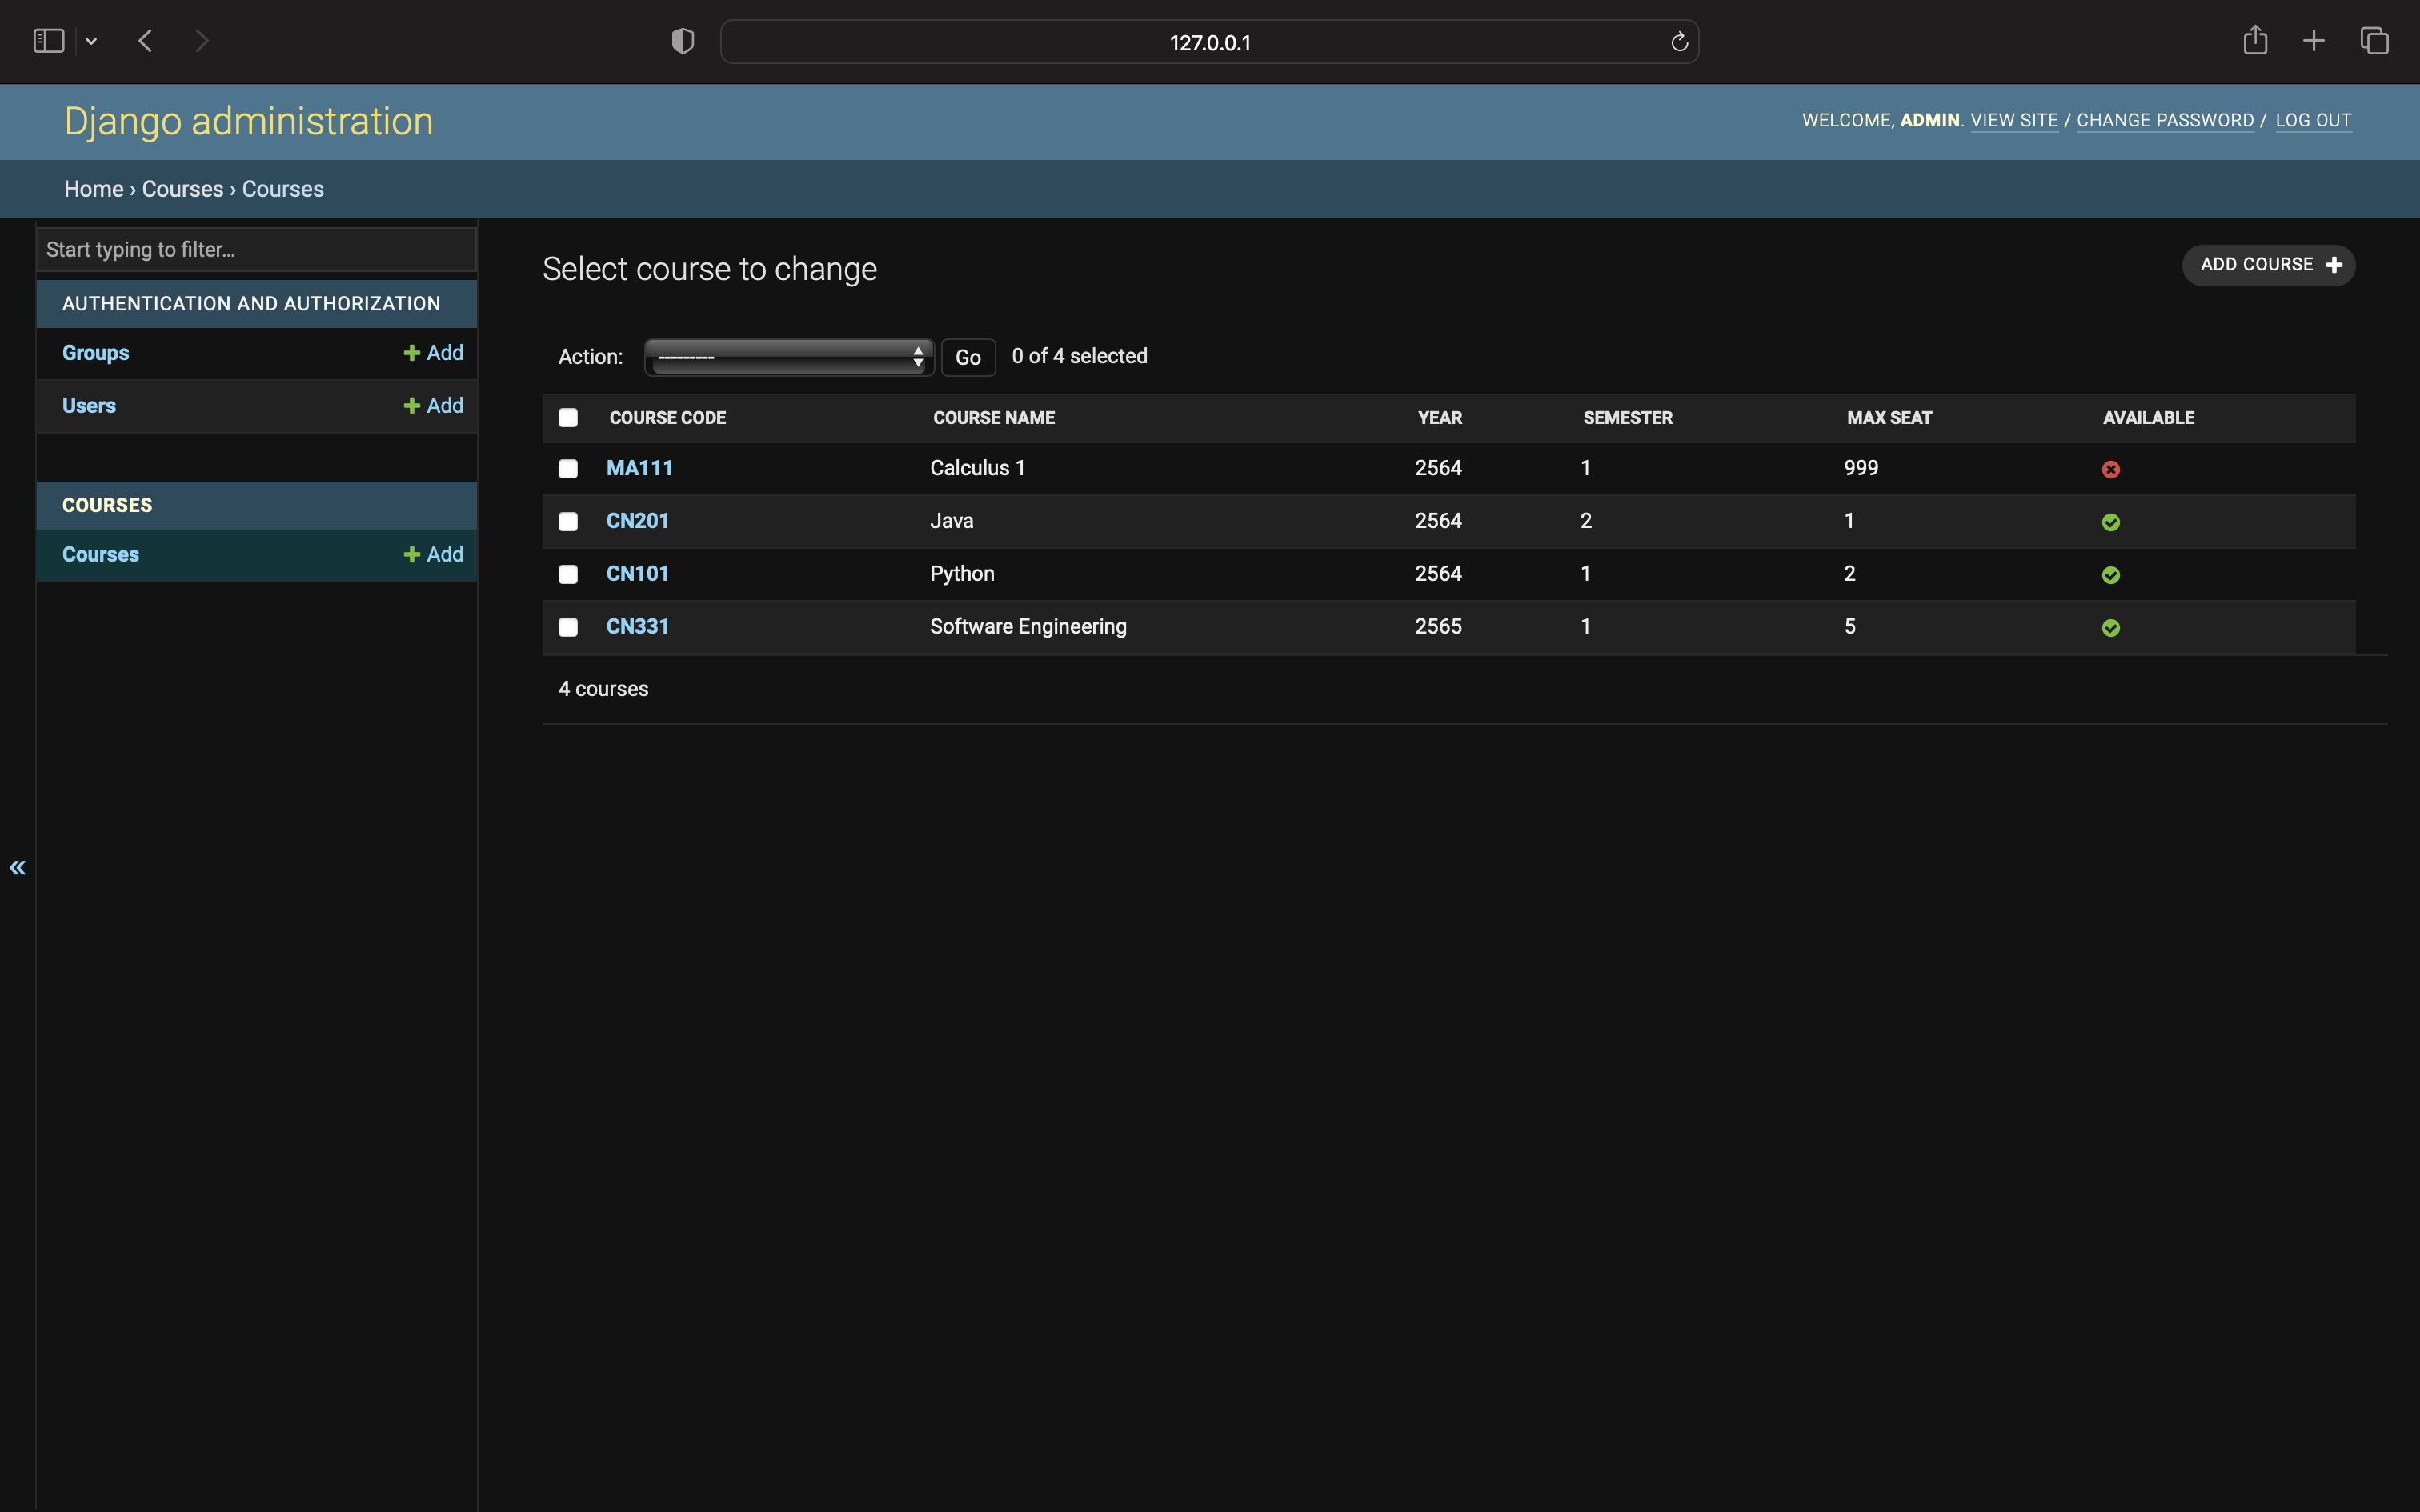 127.0.0.1
Django administration
WELCOME, ADMIN. VIEW SITE / CHANGE PASSWORD / LOG OUT
Home › Courses › Courses
Start typing to filter...
AUTHENTICATION AND AUTHORIZATION
Groups + Add
Users + Add
COURSES
Courses + Add
«
Select course to change
ADD COURSE +
Action: --------- Go 0 of 4 selected
COURSE CODE COURSE NAME YEAR SEMESTER MAX SEAT AVAILABLE
MA111 Calculus 1 2564 1 999
CN201 Java 2564 2 1
CN101 Python 2564 1 2
CN331 Software Engineering 2565 1 5
4 courses